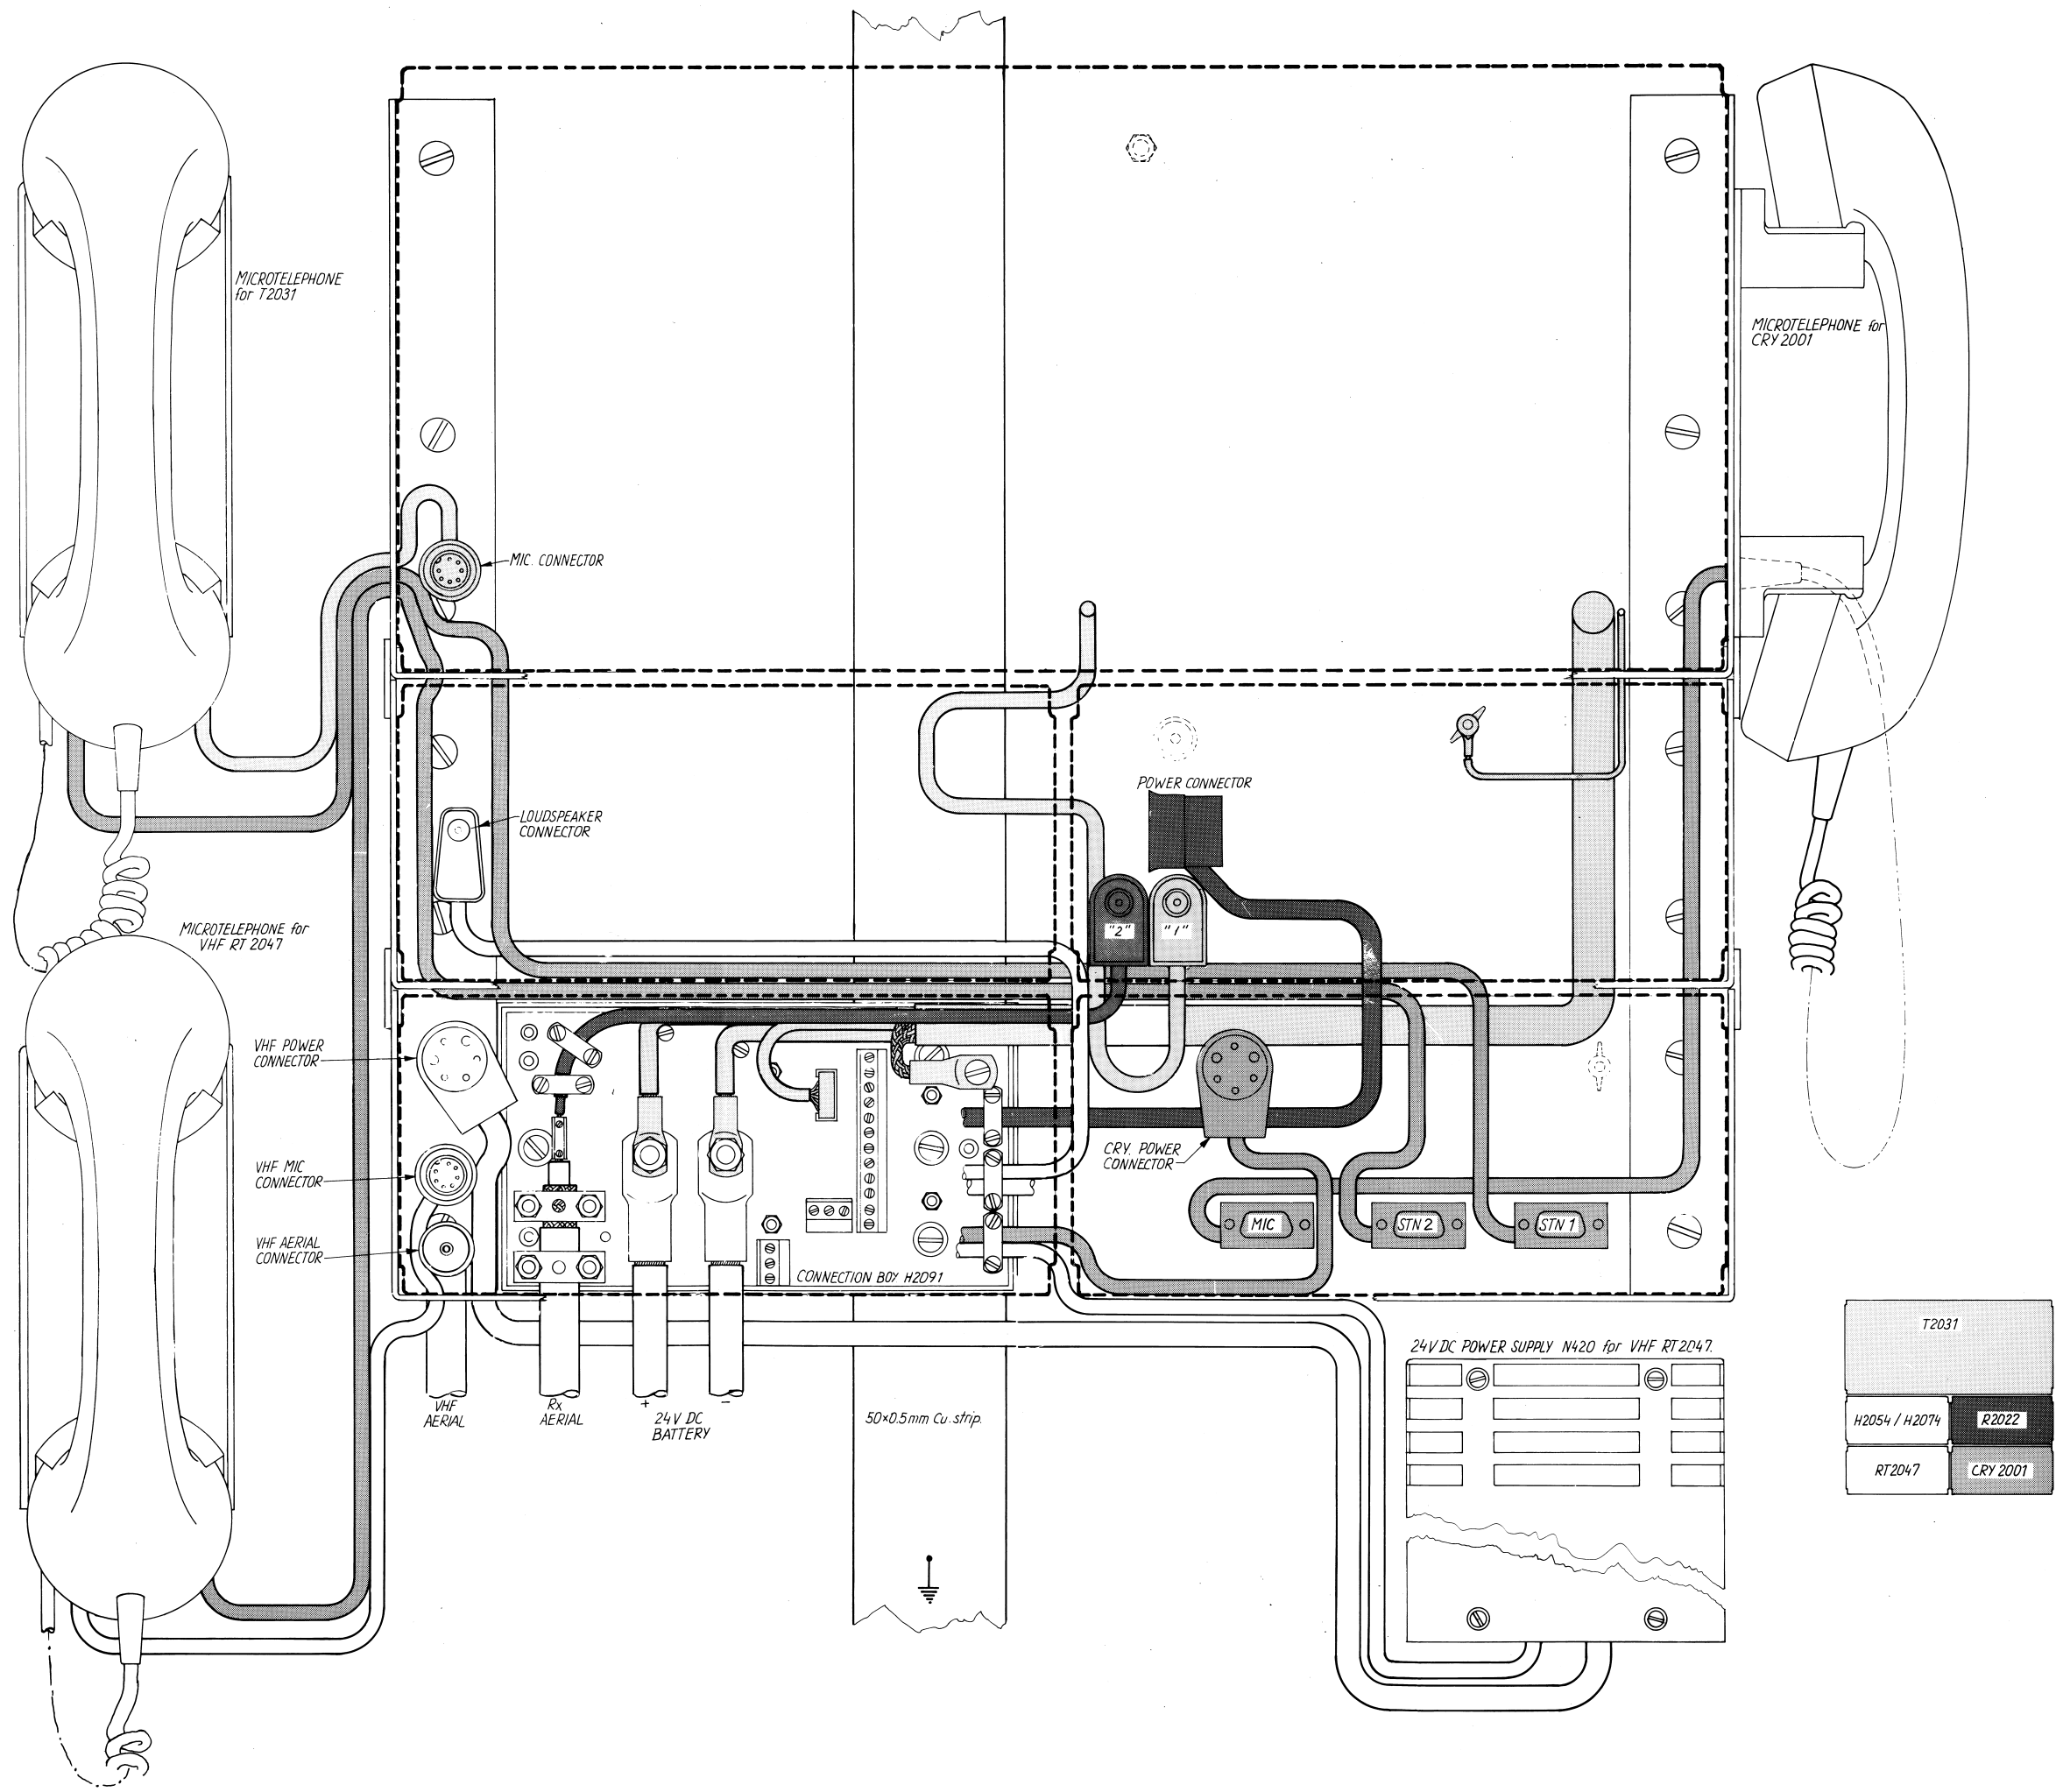 MICROTELEPHONE
for T2031
MICROTELEPHONE for
CRY 2001
MIC. CONNECTOR
POWER CONNECTOR
LOUDSPEAKER
CONNECTOR
"2"
"1"
MICROTELEPHONE for
VHF RT 2047
VHF POWER
CONNECTOR
CRY. POWER
CONNECTOR
VHF MIC
CONNECTOR
MIC
STN 2
STN 1
VHF AERIAL
CONNECTOR
CONNECTION BOX H2091
VHF
AERIAL
Rx
AERIAL
+
-
24V DC
BATTERY
50×0.5mm Cu. strip.
24V DC POWER SUPPLY N420 for VHF RT2047.
T2031
H2054 / H2074
R2022
RT2047
CRY 2001